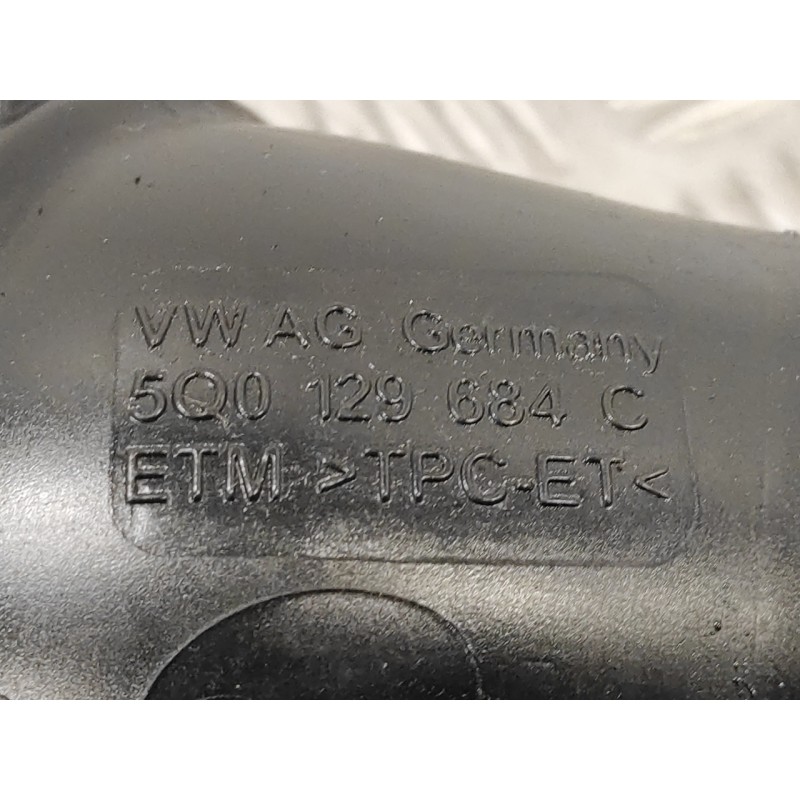 VW AG Germany
5Q0 129 684 C
ETM >TPC-ET<